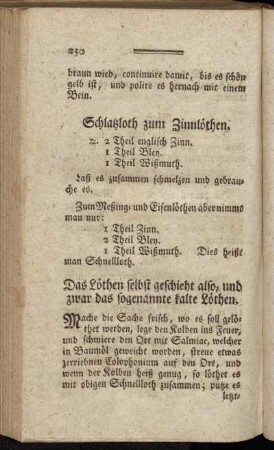 250
braun wird, continuire damit, bis es schön
gelb ist, und polire es hernach mit einem
Bein.
Schlagloth zum Zinnlöthen.
℞. 2 Theil englisch Zinn.
1 Theil Bley.
1 Theil Wißmuth.
Laß es zusammen schmelzen und gebrau-
che es.
Zum Meßing- und Eisenlöthen aber nimmt
man nur:
1 Theil Zinn.
2 Theil Bley.
1 Theil Wißmuth. Dies heißt
man Schnellloth.
Das Löthen selbst geschieht also, und
zwar das sogenannte kalte Löthen.
Mache die Sache frisch, wo es soll gelö-
thet werden, lege den Kolben ins Feuer,
und schmiere den Ort mit Salmiac, welcher
in Baumöl geweicht worden, streue etwas
zerriebnen Colophonium auf den Ort, und
wenn der Kolben heiß genug, so löthet es
mit obigen Schnellloth zusammen; putze es
letzt-